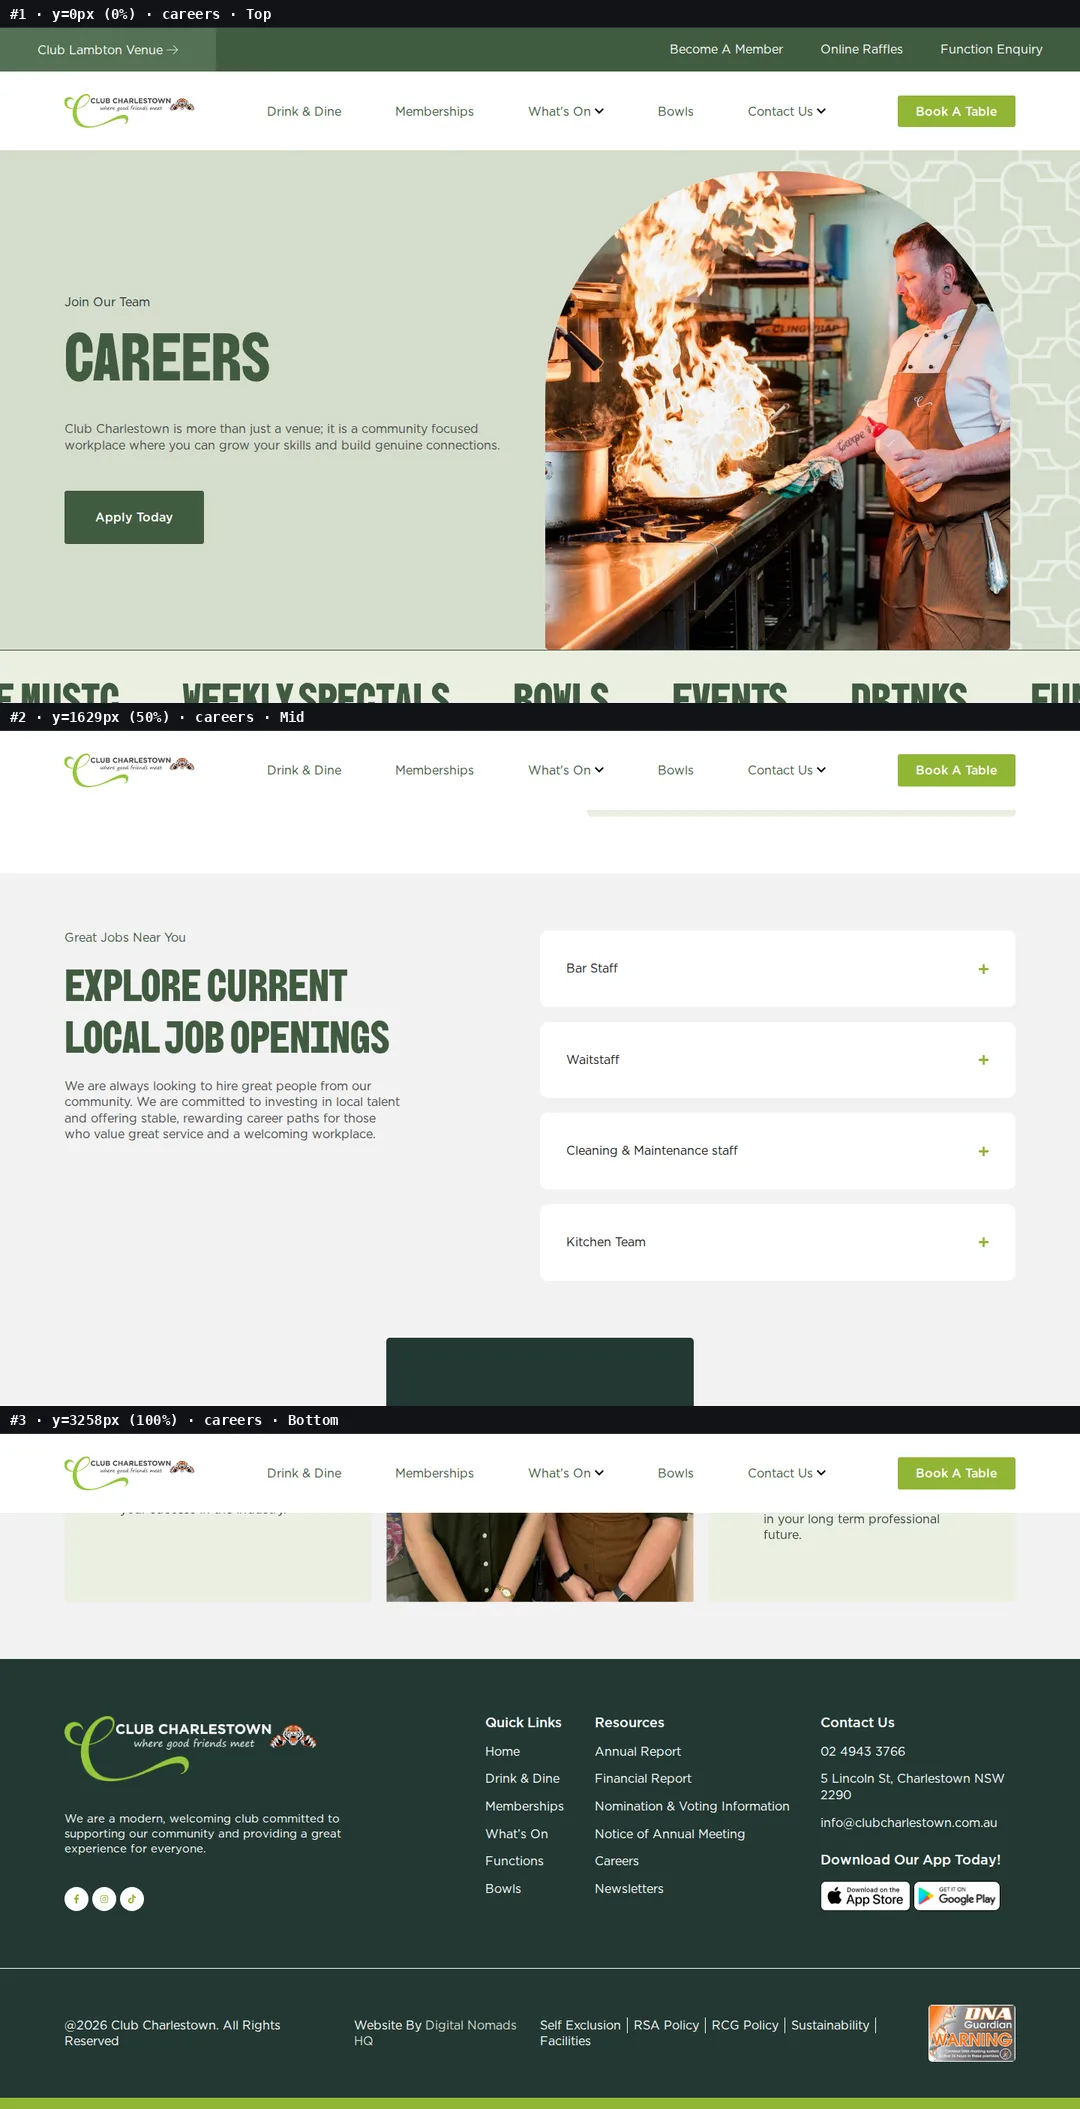 #1 · y=0px (0%) · careers · Top
Club Lambton Venue →
Become A Member
Online Raffles
Function Enquiry
CLUB CHARLESTOWN
where good friends meet
Drink & Dine
Memberships
What's On
Bowls
Contact Us
Book A Table
Join Our Team
CAREERS
Club Charlestown is more than just a venue; it is a community focused
workplace where you can grow your skills and build genuine connections.
Apply Today
CLINGWRAP
WEEKLY SPECIALS
BOWLS
EVENTS
DRINKS
#2 · y=1629px (50%) · careers · Mid
CLUB CHARLESTOWN
where good friends meet
Drink & Dine
Memberships
What's On
Bowls
Contact Us
Book A Table
Great Jobs Near You
EXPLORE CURRENT
LOCAL JOB OPENINGS
We are always looking to hire great people from our
community. We are committed to investing in local talent
and offering stable, rewarding career paths for those
who value great service and a welcoming workplace.
Bar Staff
Waitstaff
Cleaning & Maintenance staff
Kitchen Team
#3 · y=3258px (100%) · careers · Bottom
CLUB CHARLESTOWN
where good friends meet
Drink & Dine
Memberships
What's On
Bowls
Contact Us
Book A Table
your success in the industry.
in your long term professional
future.
CLUB CHARLESTOWN
where good friends meet
We are a modern, welcoming club committed to
supporting our community and providing a great
experience for everyone.
Quick Links
Home
Drink & Dine
Memberships
What's On
Functions
Bowls
Resources
Annual Report
Financial Report
Nomination & Voting Information
Notice of Annual Meeting
Careers
Newsletters
Contact Us
02 4943 3766
5 Lincoln St, Charlestown NSW
2290
info@clubcharlestown.com.au
Download Our App Today!
Download on the
App Store
GET IT ON
Google Play
@2026 Club Charlestown. All Rights
Reserved
Website By Digital Nomads
HQ
Self Exclusion | RSA Policy | RCG Policy | Sustainability |
Facilities
DNA
Guardian
WARNING